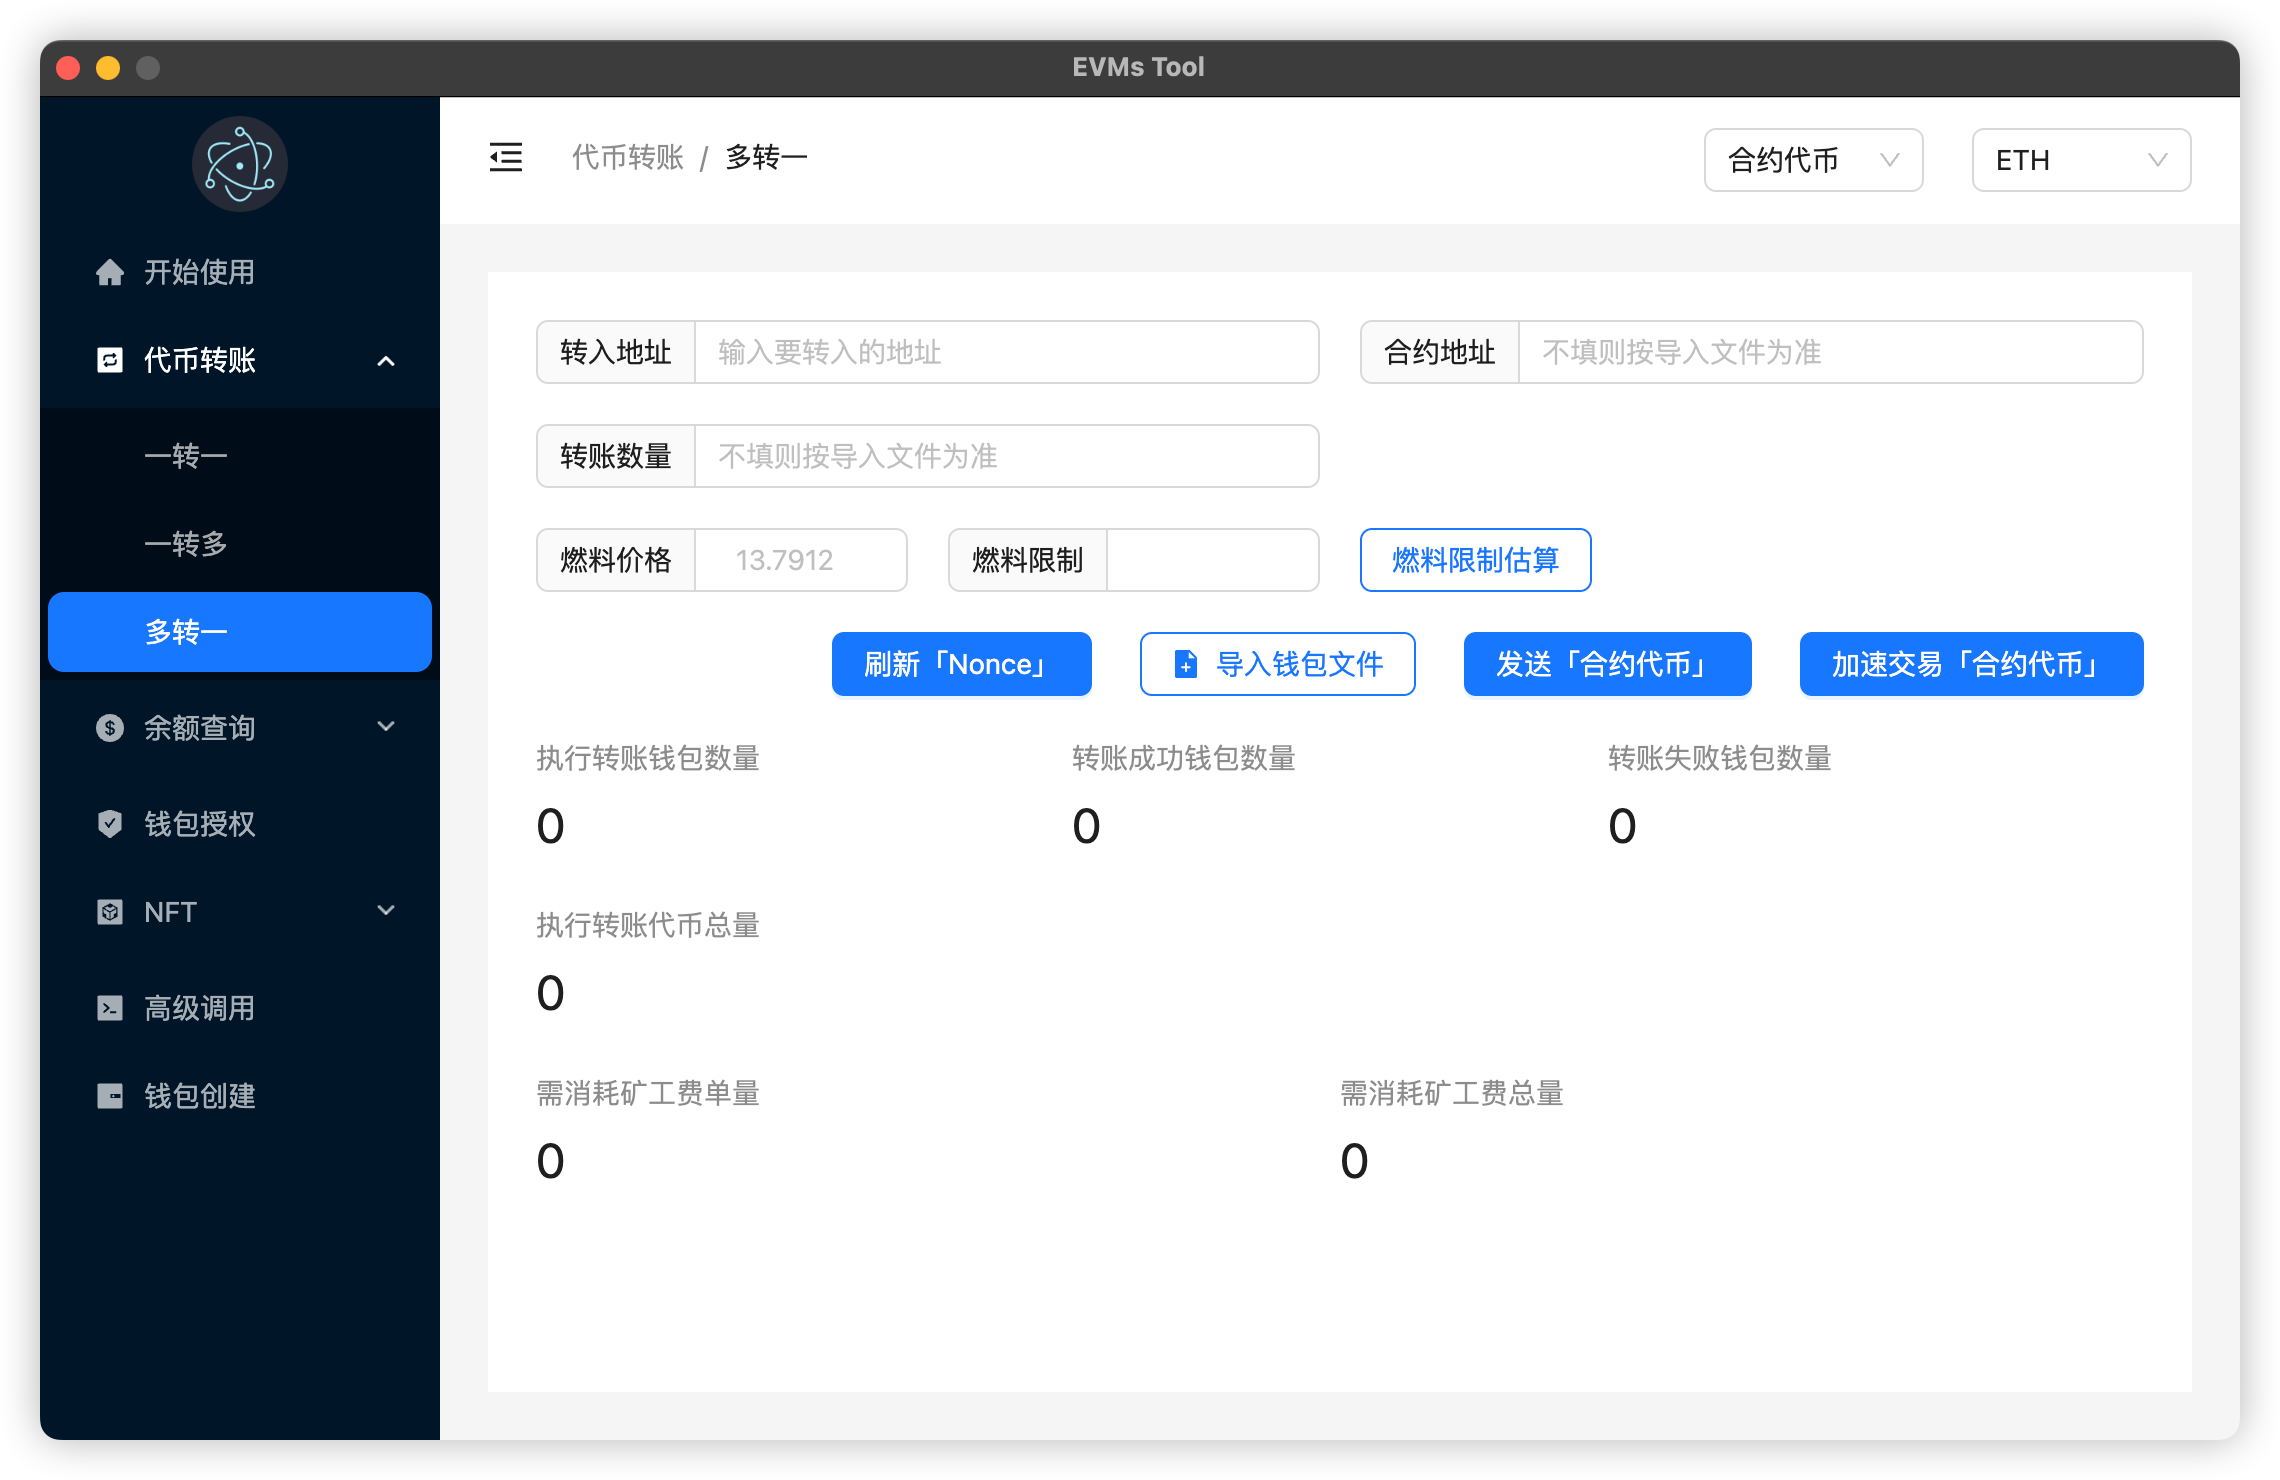 EVMs Tool
开始使用
代币转账
一转一
一转多
多转一
余额查询
钱包授权
NFT
高级调用
钱包创建
代币转账 / 多转一
合约代币
ETH
转入地址 输入要转入的地址
合约地址 不填则按导入文件为准
转账数量 不填则按导入文件为准
燃料价格 13.7912
燃料限制
燃料限制估算
刷新「Nonce」
导入钱包文件
发送「合约代币」
加速交易「合约代币」
执行转账钱包数量
0
转账成功钱包数量
0
转账失败钱包数量
0
执行转账代币总量
0
需消耗矿工费单量
0
需消耗矿工费总量
0